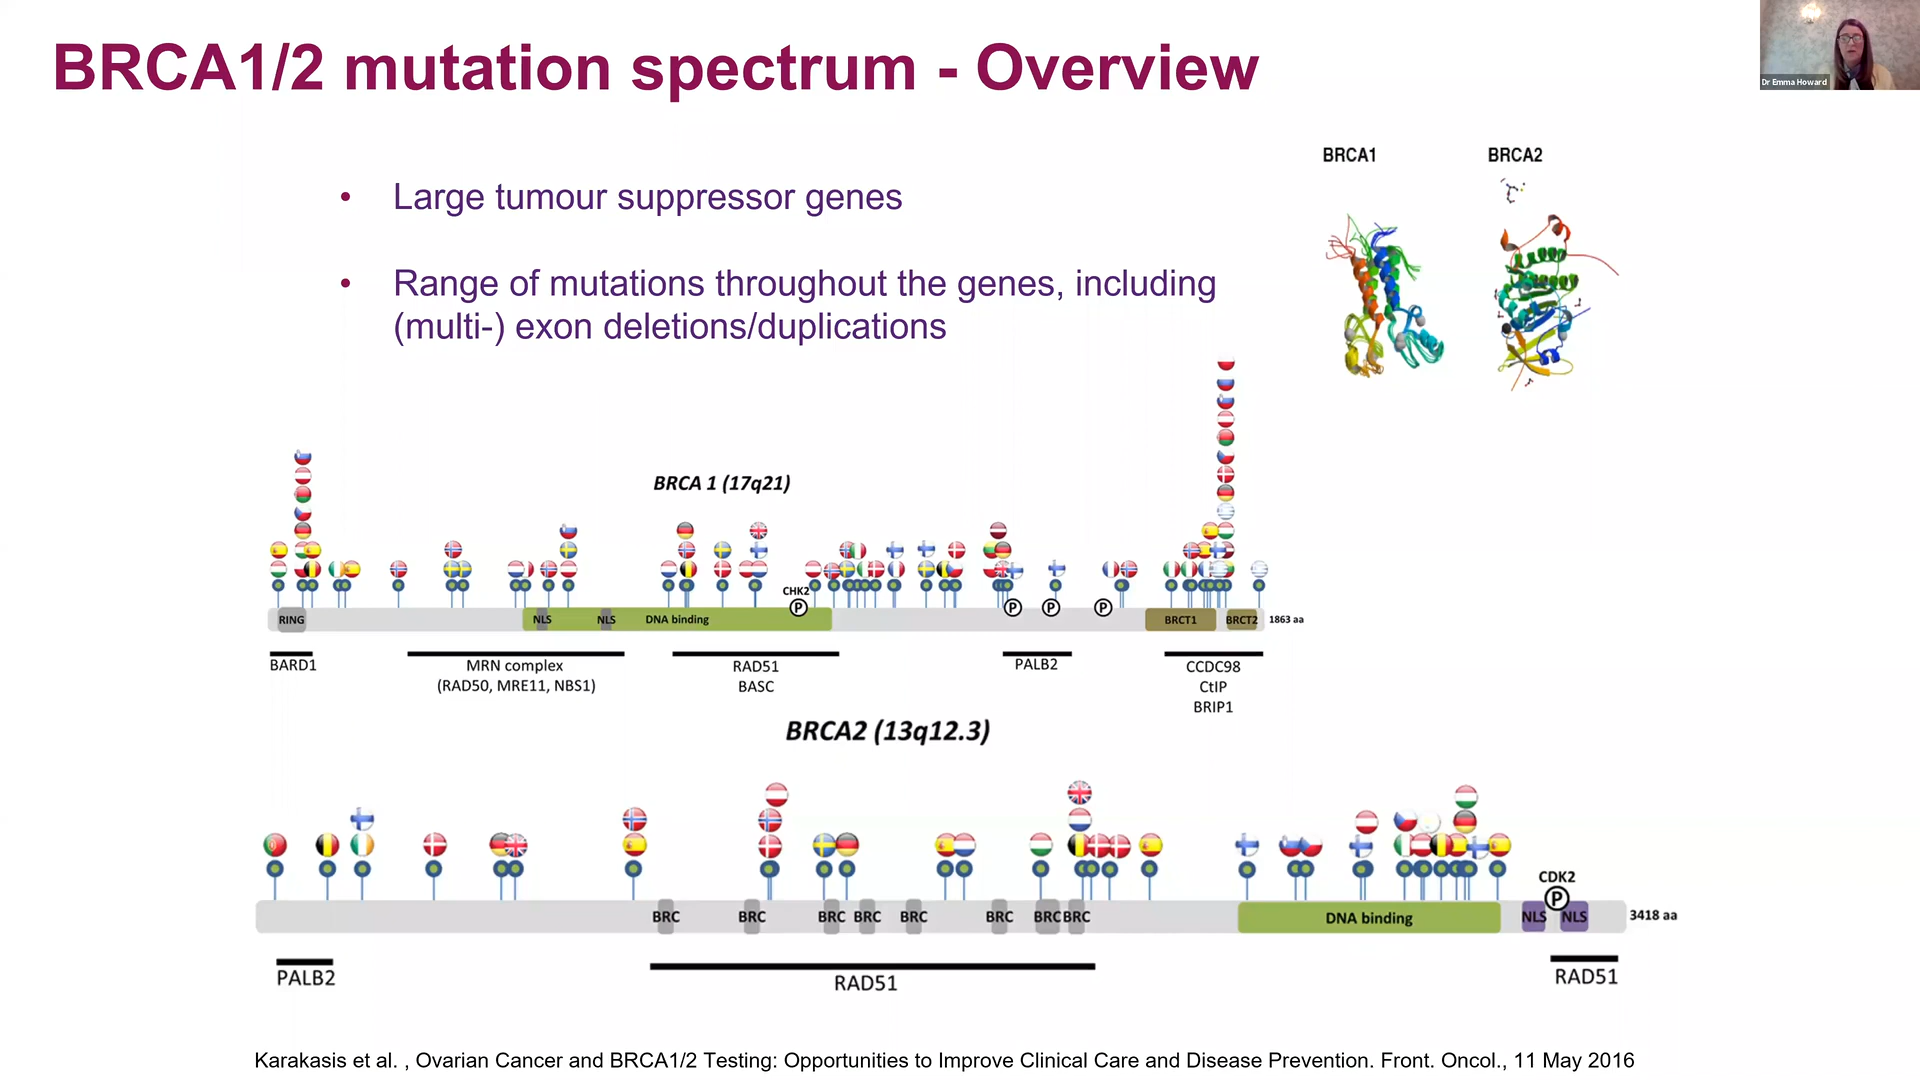 BRCA1/2 mutation spectrum - Overview
Dr Emma Howard
• Large tumour suppressor genes
• Range of mutations throughout the genes, including
(multi-) exon deletions/duplications
BRCA1 BRCA2
BRCA 1 (17q21)
CHK2
P P P P
RING NLS NLS DNA binding BRCT1 BRCT2 1863 aa
BARD1 MRN complex RAD51 PALB2 CCDC98
(RAD50, MRE11, NBS1) BASC CtIP
BRIP1
BRCA2 (13q12.3)
CDK2
P
BRC BRC BRC BRC BRC BRC BRC BRC DNA binding NLS NLS 3418 aa
PALB2 RAD51 RAD51
Karakasis et al. , Ovarian Cancer and BRCA1/2 Testing: Opportunities to Improve Clinical Care and Disease Prevention. Front. Oncol., 11 May 2016